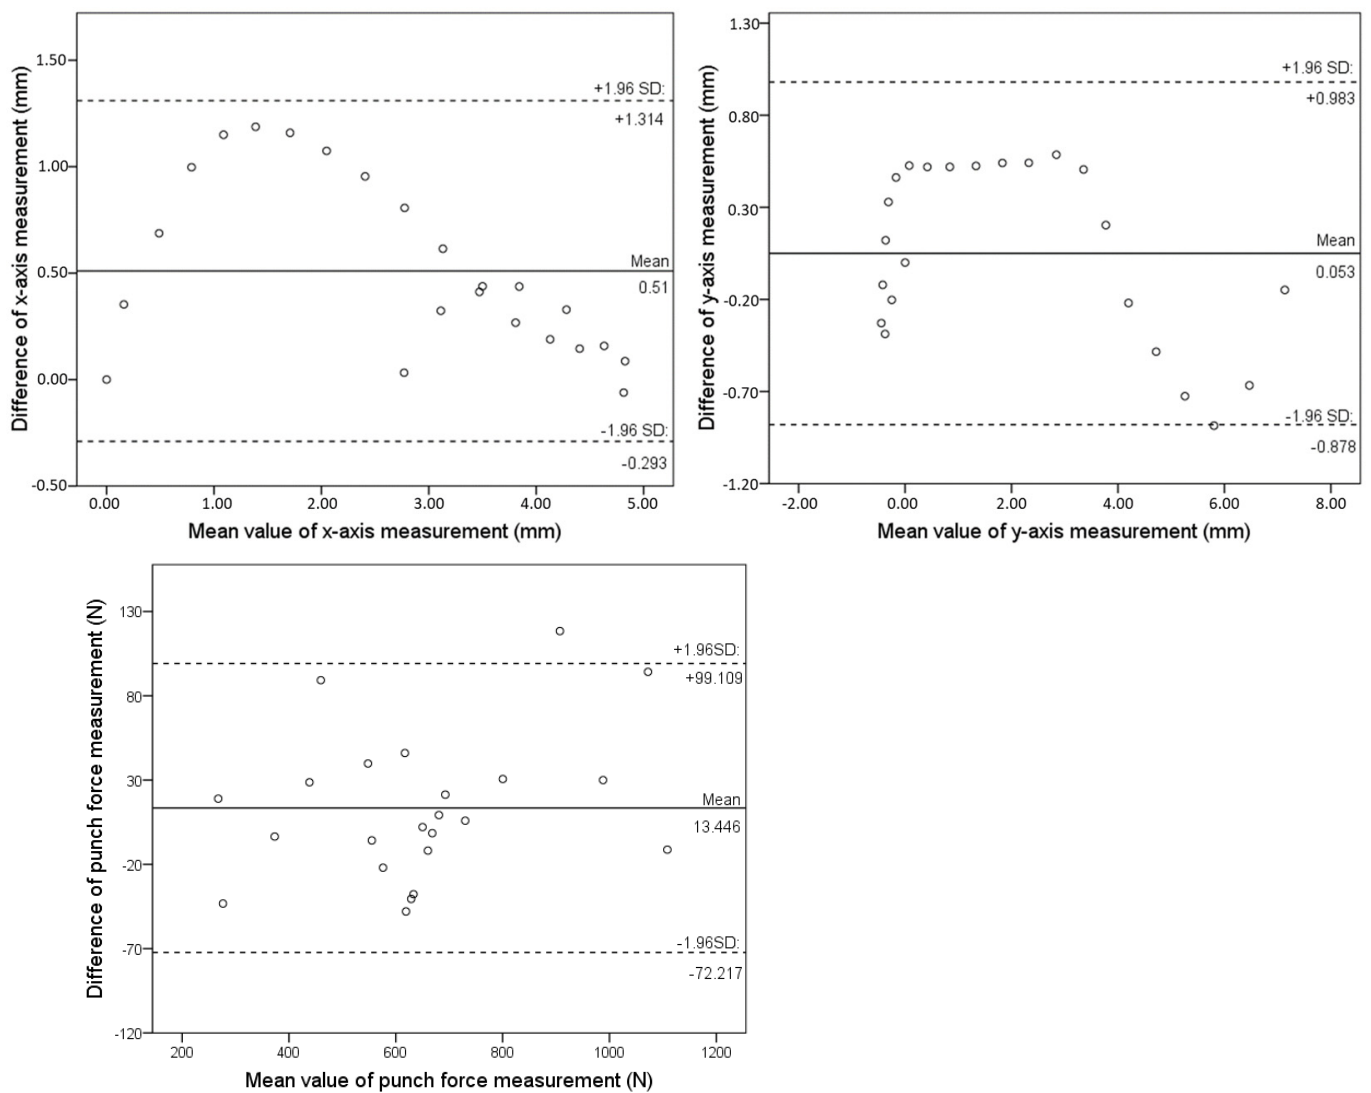 Difference of x-axis measurement (mm)
1.50
1.00
0.50
0.00
-0.50
+1.96 SD:
+1.314
Mean
0.51
-1.96 SD:
-0.293
0.00 1.00 2.00 3.00 4.00 5.00
Mean value of x-axis measurement (mm)
Difference of y-axis measurement (mm)
1.30
0.80
0.30
-0.20
-0.70
-1.20
+1.96 SD:
+0.983
Mean
0.053
-1.96 SD:
-0.878
-2.00 0.00 2.00 4.00 6.00 8.00
Mean value of y-axis measurement (mm)
Difference of punch force measurement (N)
130
80
30
-20
-70
-120
+1.96SD:
+99.109
Mean
13.446
-1.96SD:
-72.217
200 400 600 800 1000 1200
Mean value of punch force measurement (N)